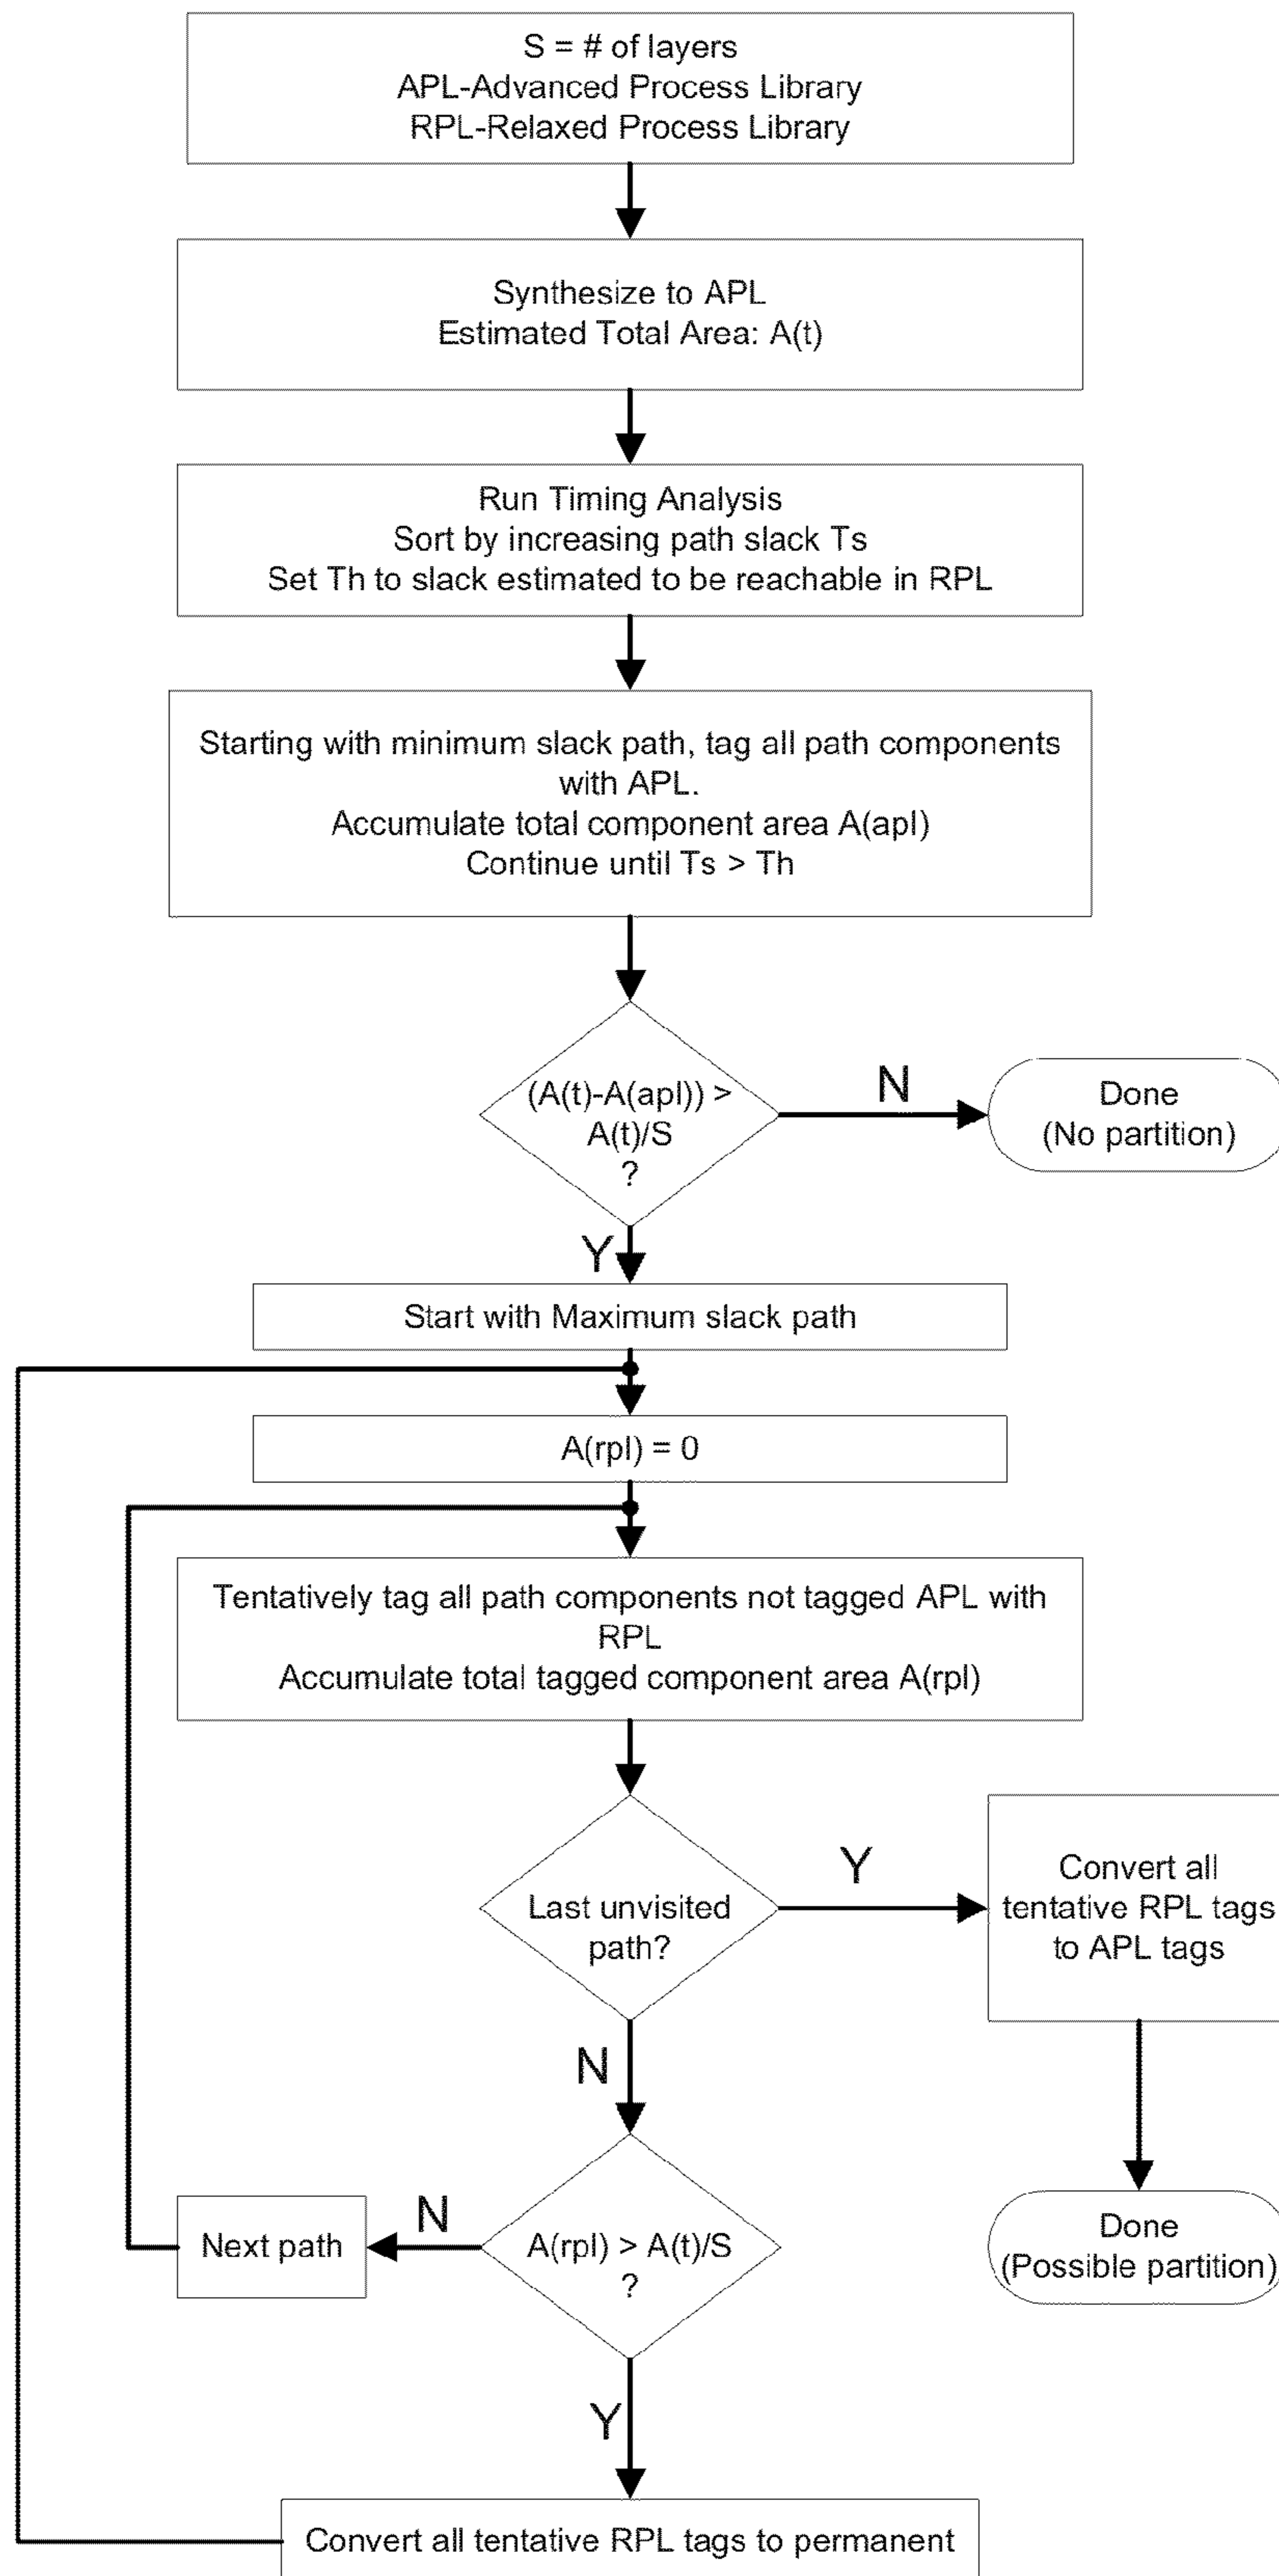 S = # of layers
APL-Advanced Process Library
RPL-Relaxed Process Library
Synthesize to APL
Estimated Total Area: A(t)
Run Timing Analysis
Sort by increasing path slack Ts
Set Th to slack estimated to be reachable in RPL
Starting with minimum slack path, tag all path components
with APL.
Accumulate total component area A(apl)
Continue until Ts > Th
(A(t)-A(apl)) >
A(t)/S
?
N
Done
(No partition)
Y
Start with Maximum slack path
A(rpl) = 0
Tentatively tag all path components not tagged APL with
RPL
Accumulate total tagged component area A(rpl)
Last unvisited
path?
Y
Convert all
tentative RPL tags
to APL tags
N
Done
(Possible partition)
A(rpl) > A(t)/S
?
N
Next path
Y
Convert all tentative RPL tags to permanent